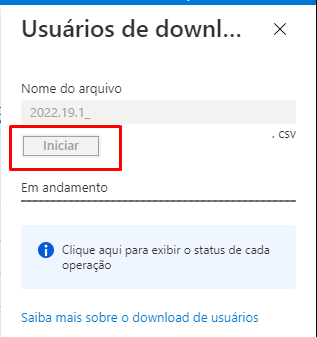 Usuários de downl...
Nome do arquivo
2022.19.1_
. csv
Iniciar
Em andamento
Clique aqui para exibir o status de cada
operação
Saiba mais sobre o download de usuários